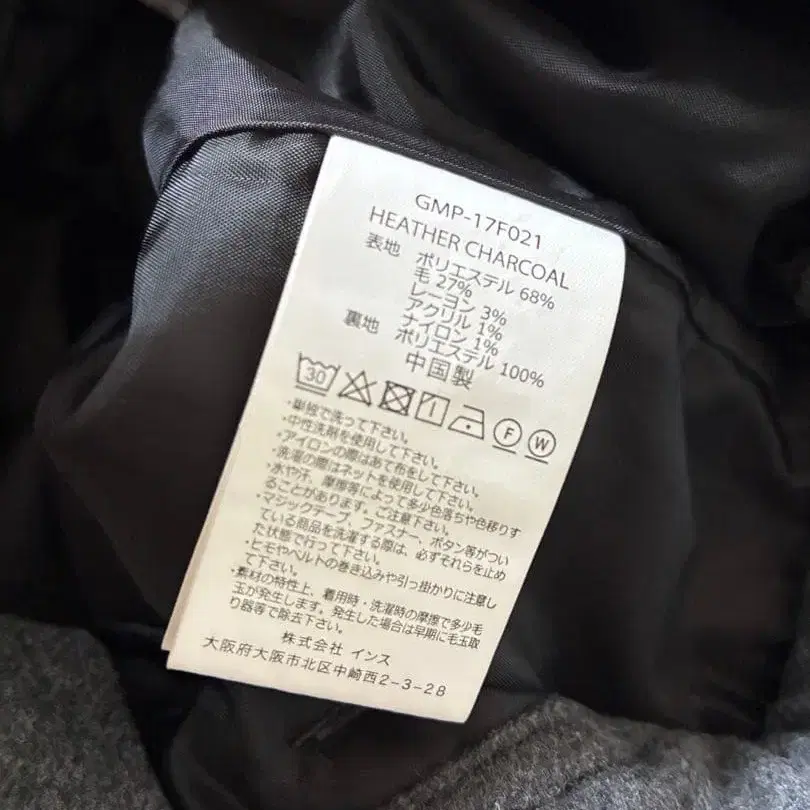 GMP-17F021
HEATHER CHARCOAL
表地 ポリエステル 68%
毛 27%
レーヨン 3%
アクリル 1%
ナイロン 1%
裏地 ポリエステル 100%
中国製
30
F W
・単独で洗って下さい。
・中性洗剤を使用して下さい。
・アイロンの際はあて布をして下さい。
・洗濯の際はネットを使用して下さい。
・水や汗、摩擦等によって多少色落ちや色移りす
ることがあります。ご注意下さい。
・マジックテープ、ファスナー、ボタン等がつい
ている商品を洗濯する際は、必ずそれらを止め
た状態で行って下さい。
・ヒモやベルトの巻き込みや引っ掛かりに注意し
て下さい。
・素材の特性上、着用時・洗濯時の摩擦で多少毛
玉が発生します。発生した場合は早期に毛玉取
り器等で除去下さい。
株式会社 インス
大阪府大阪市北区中崎西2-3-28